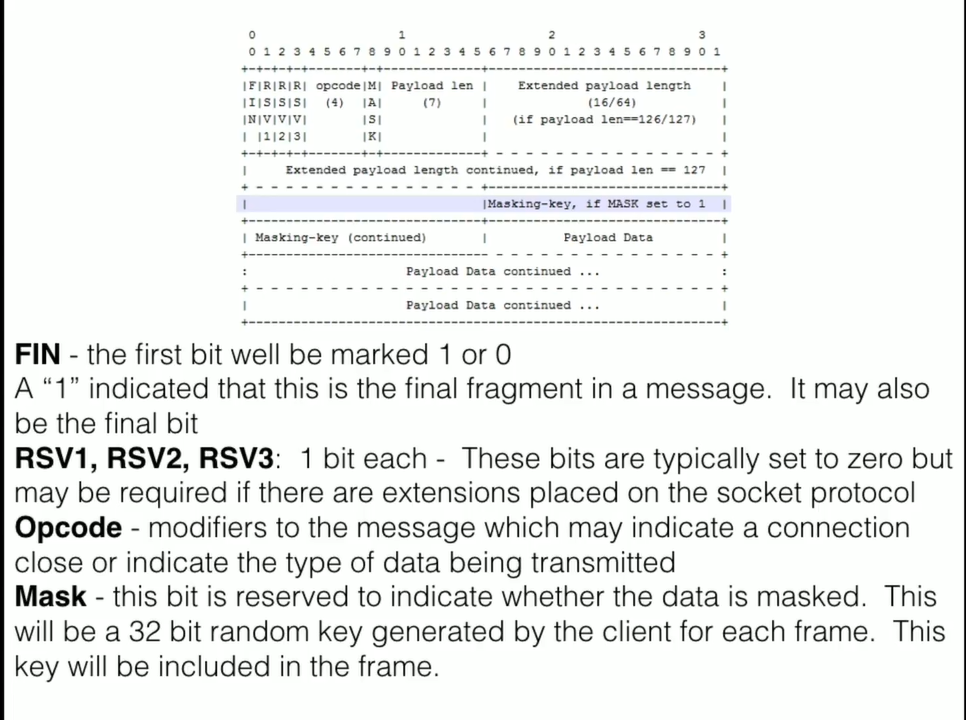 0 1 2 3
0 1 2 3 4 5 6 7 8 9 0 1 2 3 4 5 6 7 8 9 0 1 2 3 4 5 6 7 8 9 0 1
+-+-+-+-+-------+-+-------------+-------------------------------+
|F|R|R|R| opcode|M| Payload len | Extended payload length |
|I|S|S|S| (4) |A| (7) | (16/64) |
|N|V|V|V| |S| | (if payload len==126/127) |
| |1|2|3| |K| | |
+-+-+-+-+-------+-+-------------+ - - - - - - - - - - - - - - - +
| Extended payload length continued, if payload len == 127 |
+ - - - - - - - - - - - - - - - +-------------------------------+
| |Masking-key, if MASK set to 1 |
+-------------------------------+-------------------------------+
| Masking-key (continued) | Payload Data |
+-------------------------------- - - - - - - - - - - - - - - - +
: Payload Data continued ... :
+ - - - - - - - - - - - - - - - - - - - - - - - - - - - - - - - +
| Payload Data continued ... |
+---------------------------------------------------------------+
FIN - the first bit well be marked 1 or 0
A “1” indicated that this is the final fragment in a message. It may also
be the final bit
RSV1, RSV2, RSV3: 1 bit each - These bits are typically set to zero but
may be required if there are extensions placed on the socket protocol
Opcode - modifiers to the message which may indicate a connection
close or indicate the type of data being transmitted
Mask - this bit is reserved to indicate whether the data is masked. This
will be a 32 bit random key generated by the client for each frame. This
key will be included in the frame.